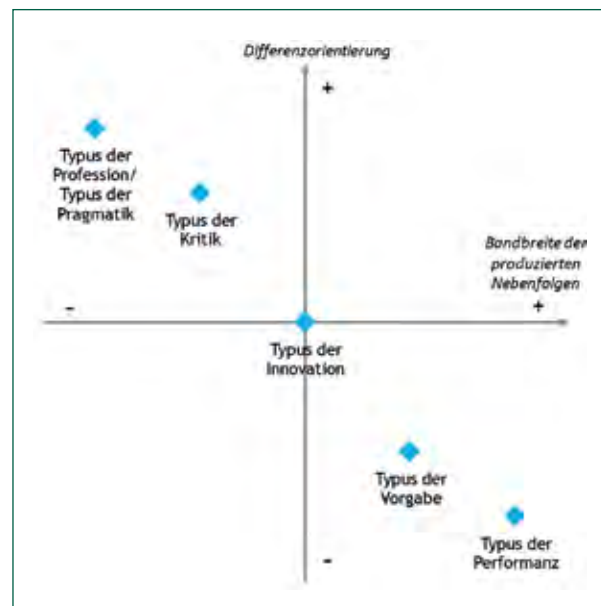 Differenzorientierung
+
Typus der
Profession/
Typus der
Pragmatik
Typus der
Kritik
Bandbreite der
produzierten
Nebenfolgen
-
+
Typus der
Innovation
Typus der
Vorgabe
Typus der
Performanz
-